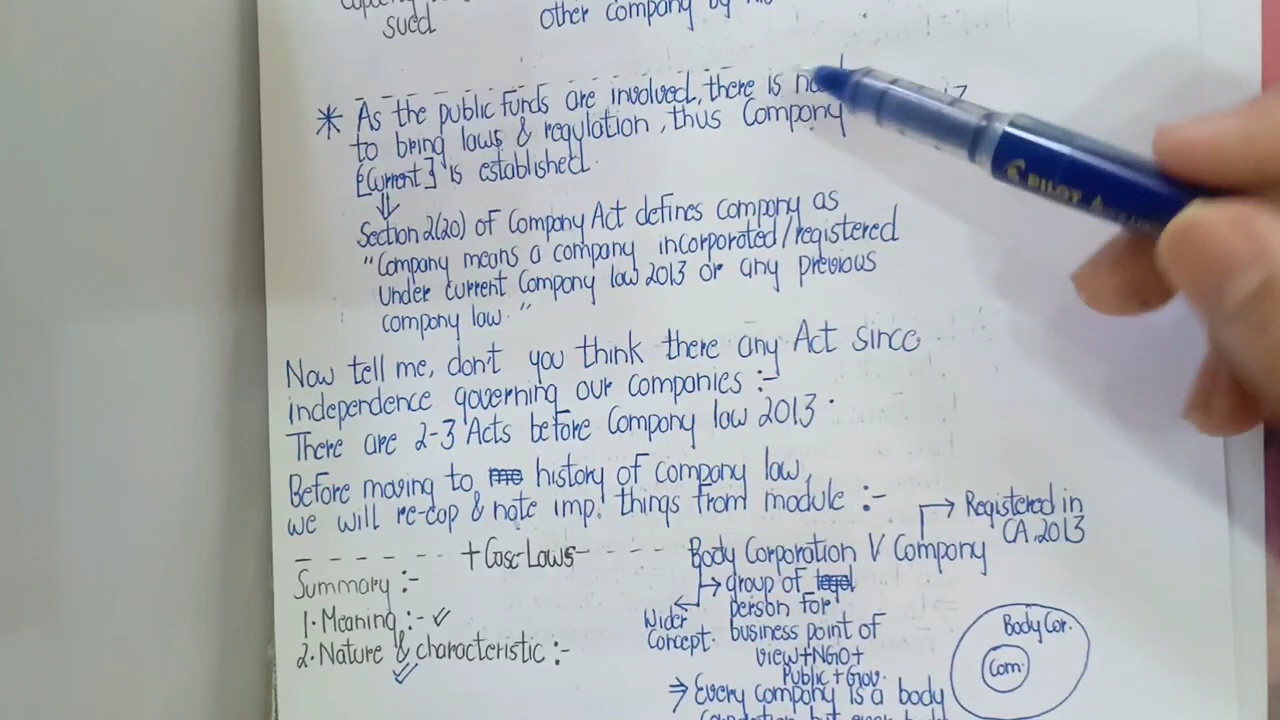 sued
other company by
* As the public funds are involved, there is
to bring laws & regulation, thus Company
[Current] is established.
Section 2(20) of Company Act defines company as
"Company means a company incorporated/registered
under current Company law 2013 or any previous
company law."
Now tell me, don't you think there any Act since
independence governing our companies :-
There are 2-3 Acts before Company law 2013.
Before moving to history of company law,
we will re-cap & note imp. things from module :-
+ Gsc Laws
Summary :-
1. Meaning :- ✓
2. Nature & characteristic :-
Body Corporation V Company
Registered in
CA.2013
group of
person for
business point of
view+NGO+
Public+Gov.
Wider
Concept.
Body Cor.
Com
⇒ Every company is a body
PILOT